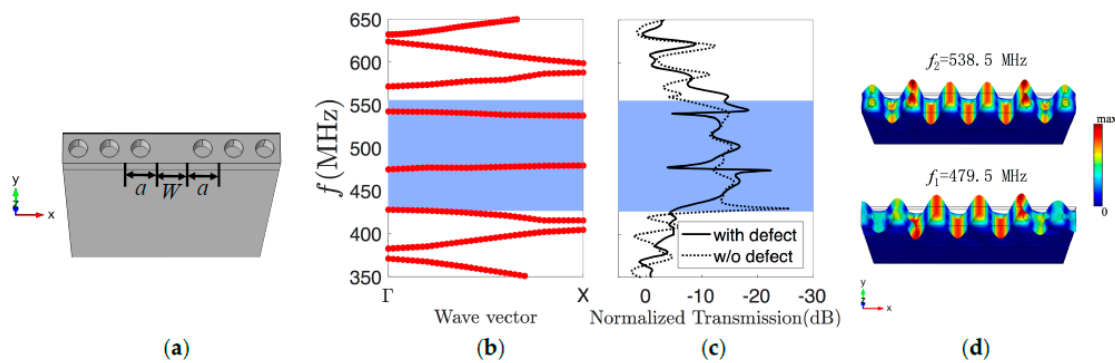 y
z
x
a
W
a
(a)
f (MHz)
650
600
550
500
450
400
350
Γ
X
Wave vector
(b)
with defect
w/o defect
0
-10
-20
-30
Normalized Transmission(dB)
(c)
f2=538.5 MHz
f1=479.5 MHz
max
0
y
z
x
(d)